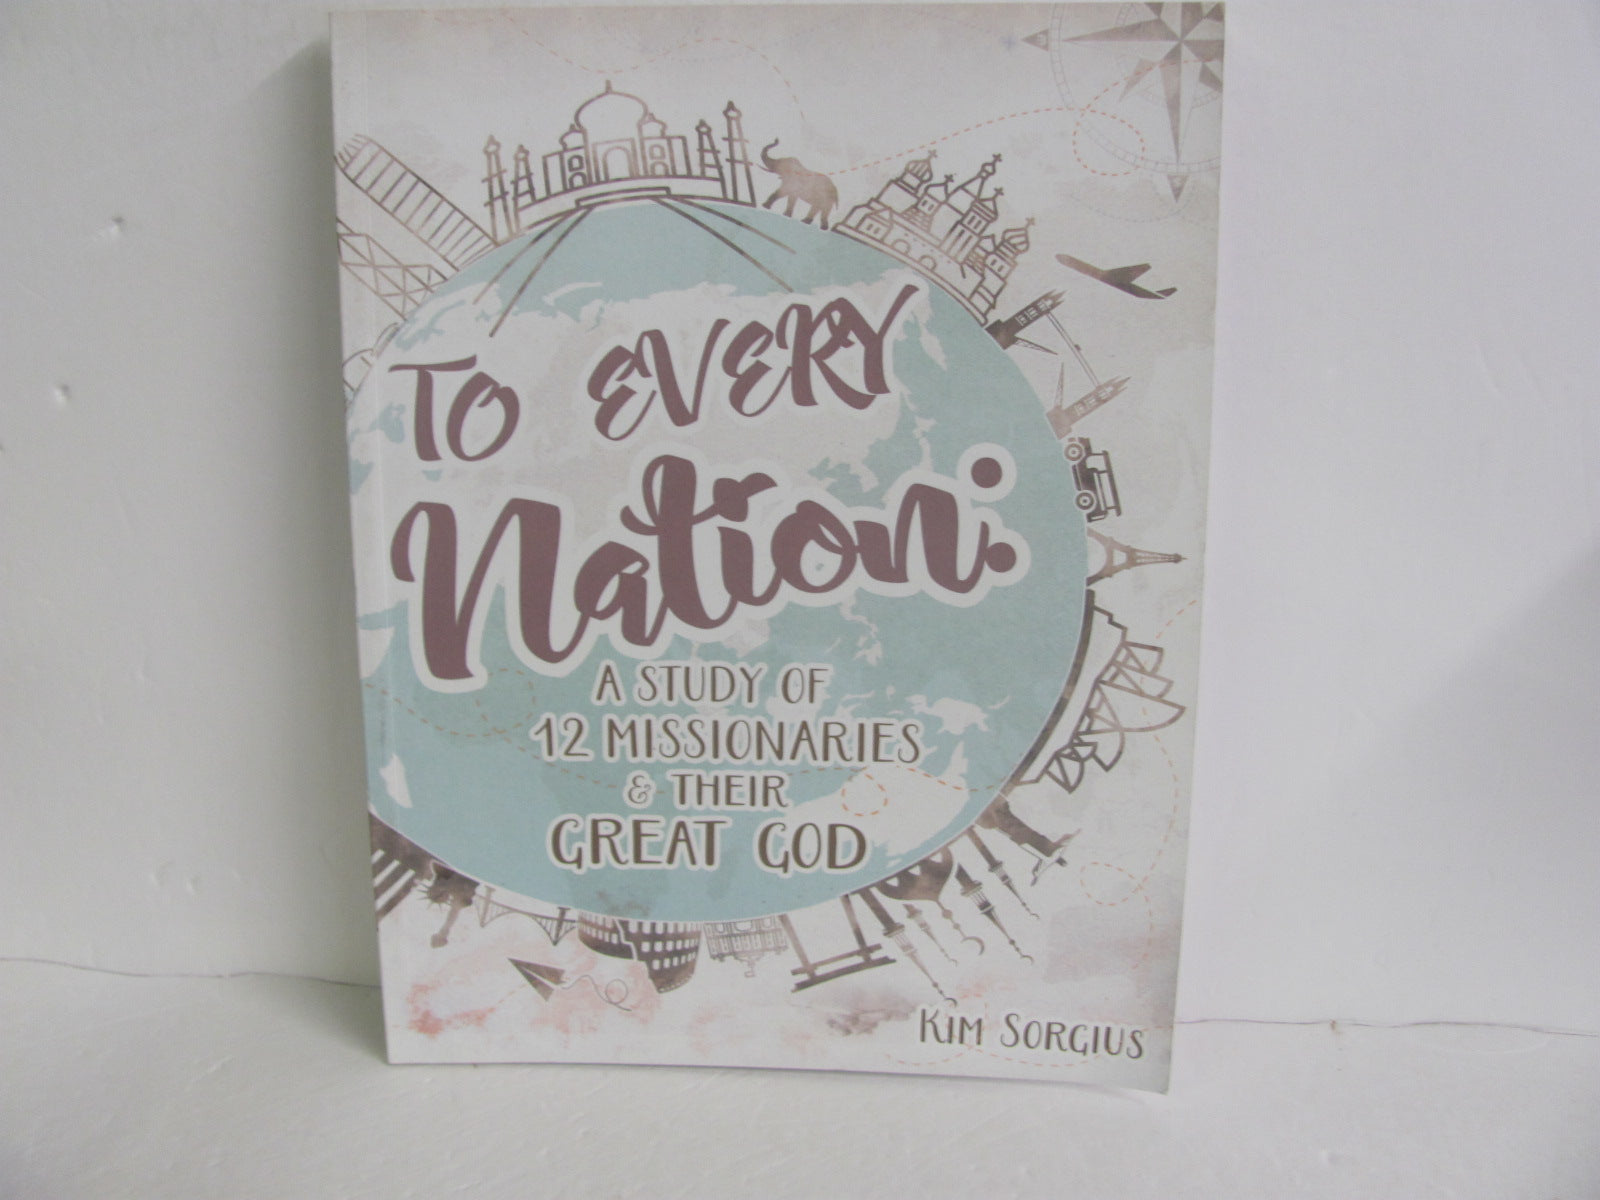 TO EVERY
Nation:
A STUDY OF
12 MISSIONARIES
& THEIR
GREAT GOD
KIM SORGIUS